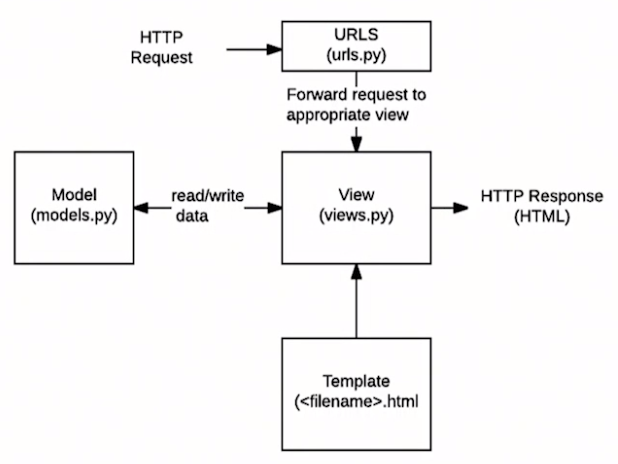 HTTP
Request
URLS
(urls.py)
Forward request to
appropriate view
Model
(models.py)
read/write
data
View
(views.py)
HTTP Response
(HTML)
Template
(<filename>.html